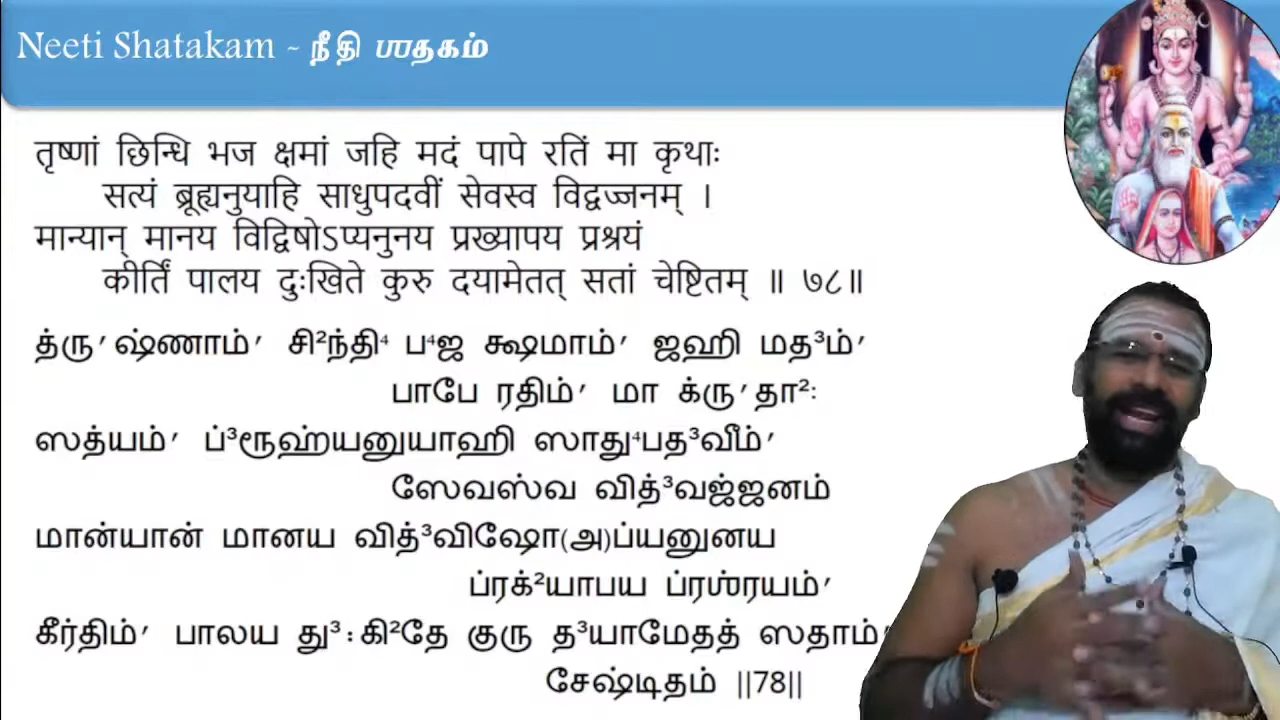 Neeti Shatakam ~ நீதி ஶதகம்
तृष्णां छिन्धि भज क्षमां जहि मदं पापे रतिं मा कृथाः
सत्यं ब्रूह्यनुयाहि साधुपदवीं सेवस्व विद्वज्जनम् ।
मान्यान् मानय विद्विषोऽप्यनुनय प्रख्यापय प्रश्रयं
कीर्तिं पालय दुःखिते कुरु दयामेतत् सतां चेष्टितम् ॥ ७८॥
த்ரு’ஷ்ணாம்’ சி²ந்தி⁴ ப⁴ஜ க்ஷமாம்’ ஜஹி மத³ம்’
பாபே ரதிம்’ மா க்ரு’தா²:
ஸத்யம்’ ப்³ரூஹ்யனுயாஹி ஸாது⁴பத³வீம்’
ஸேவஸ்வ வித்³வஜ்ஜனம்
மான்யான் மானய வித்³விஷோ(அ)ப்யனுனய
ப்ரக்²யாபய ப்ரஶ்ரயம்’
கீர்திம்’ பாலய து³:கி²தே குரு த³யாமேதத் ஸதாம்’
சேஷ்டிதம் ||78||